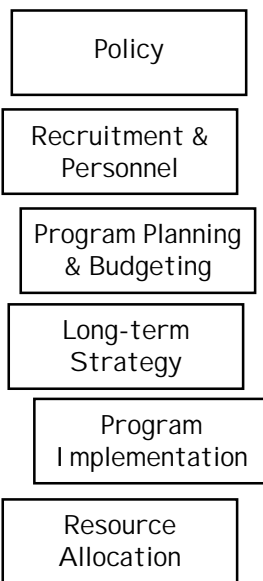 Policy
Recruitment &
Personnel
Program Planning
& Budgeting
Long-term
Strategy
Program
Implementation
Resource
Allocation